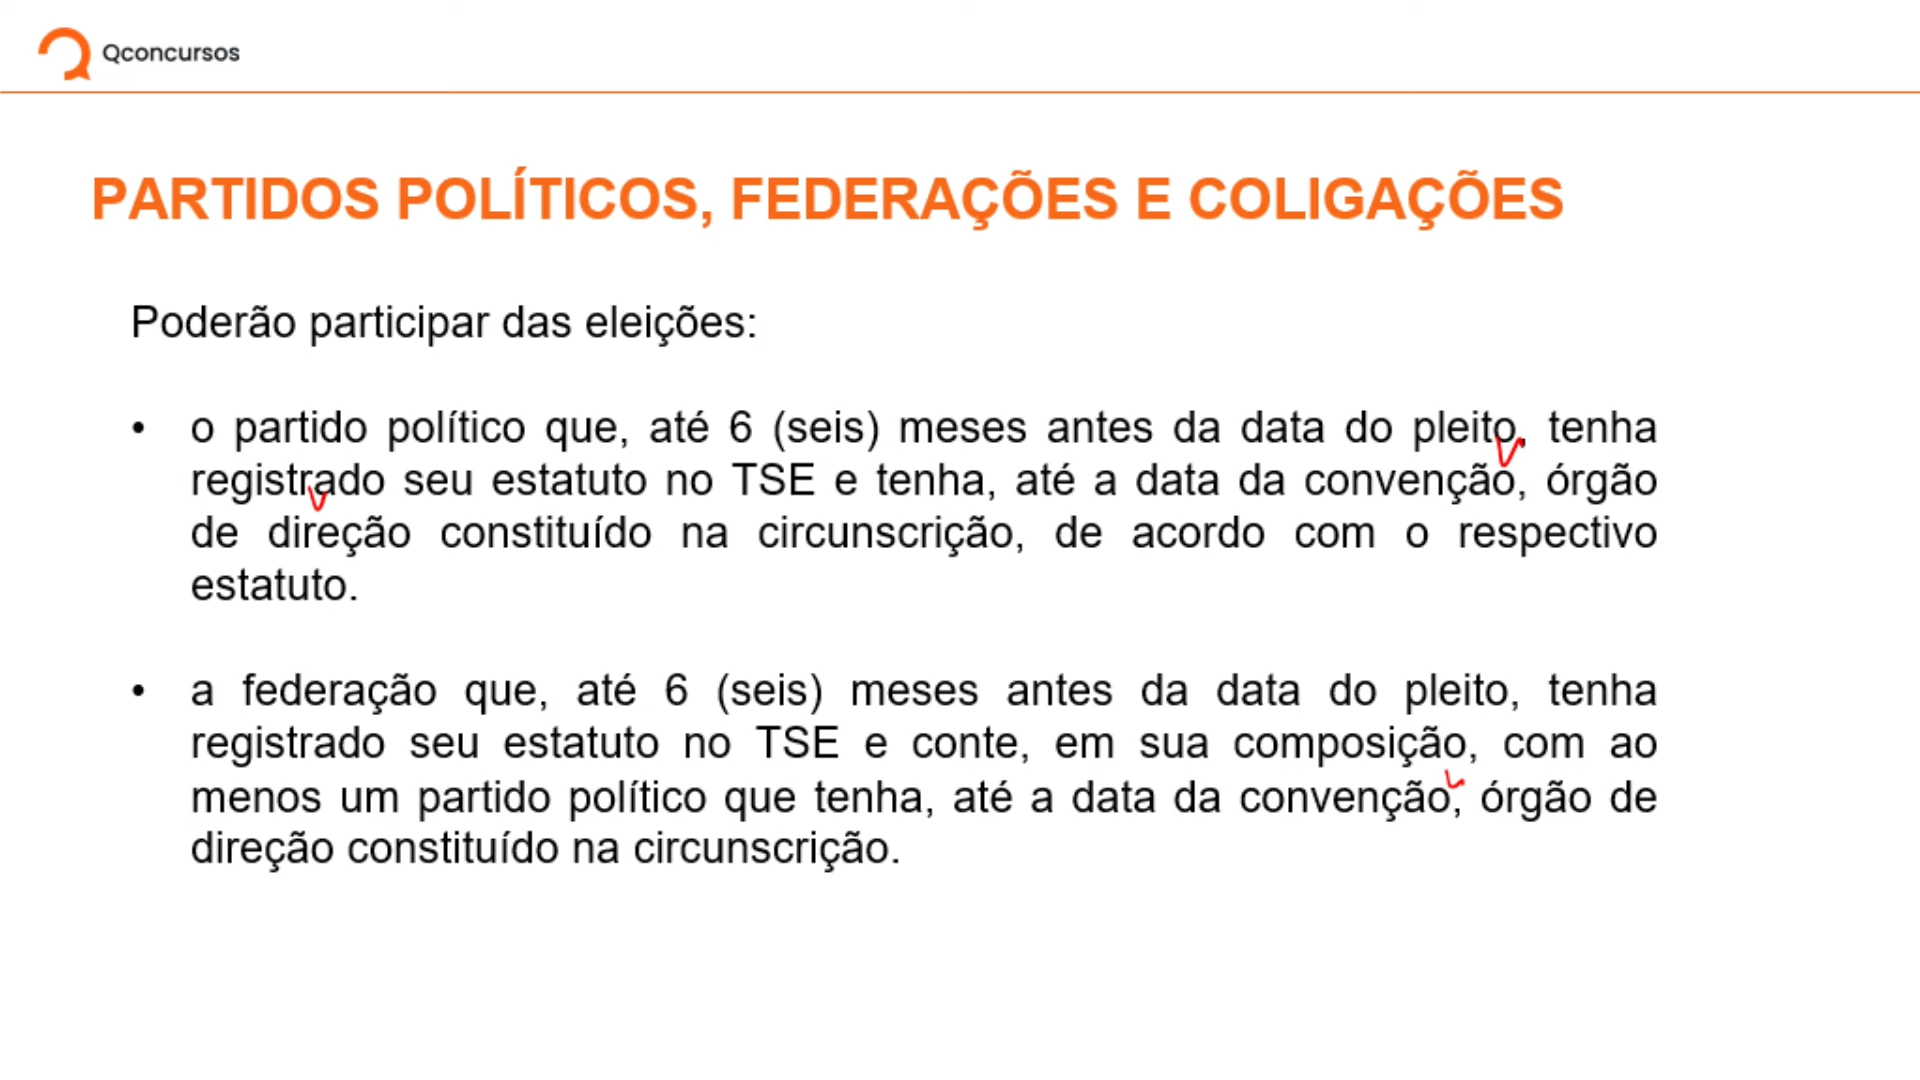 Qconcursos
PARTIDOS POLÍTICOS, FEDERAÇÕES E COLIGAÇÕES
Poderão participar das eleições:
• o partido político que, até 6 (seis) meses antes da data do pleito, tenha
registrado seu estatuto no TSE e tenha, até a data da convenção, órgão
de direção constituído na circunscrição, de acordo com o respectivo
estatuto.
• a federação que, até 6 (seis) meses antes da data do pleito, tenha
registrado seu estatuto no TSE e conte, em sua composição, com ao
menos um partido político que tenha, até a data da convenção, órgão de
direção constituído na circunscrição.